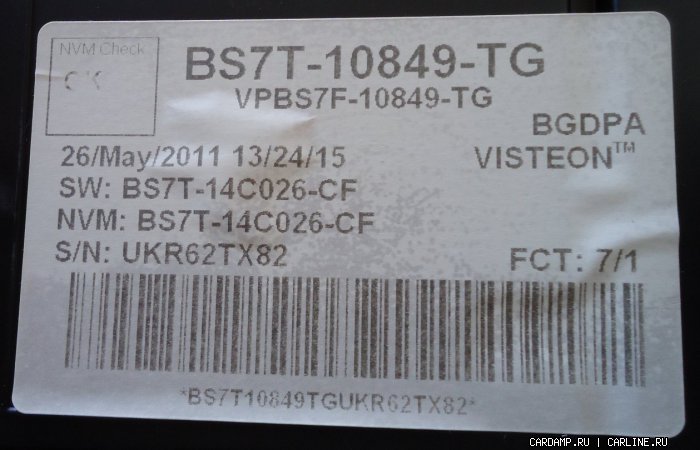 NVM Check
OK
BS7T-10849-TG
VPBS7F-10849-TG
BGDPA
26/May/2011 13/24/15
VISTEON™
SW: BS7T-14C026-CF
NVM: BS7T-14C026-CF
S/N: UKR62TX82
FCT: 7/1
*BS7T10849TGUKR62TX82*
CARDAMP.RU | CARLINE.RU